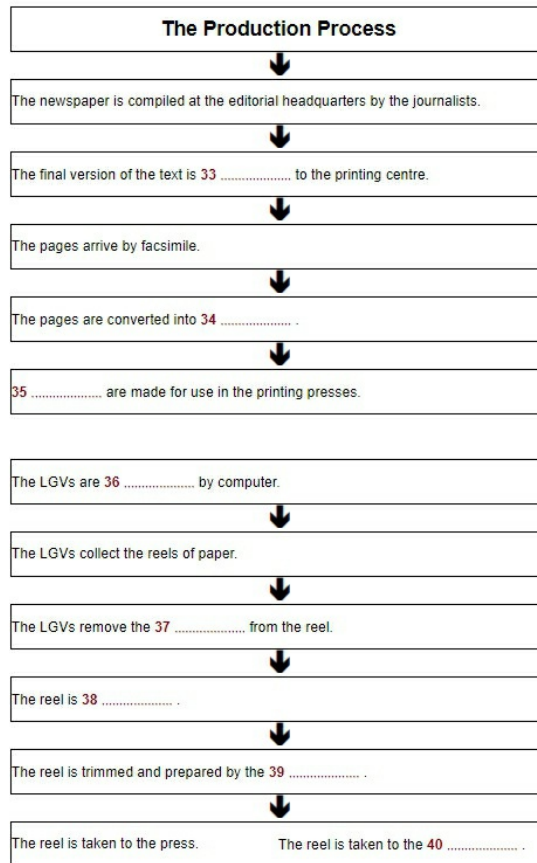 The Production Process
The newspaper is compiled at the editorial headquarters by the journalists.
The final version of the text is 33 .................... to the printing centre.
The pages arrive by facsimile.
The pages are converted into 34 .................... .
35 .................... are made for use in the printing presses.
The LGVs are 36 .................... by computer.
The LGVs collect the reels of paper.
The LGVs remove the 37 .................... from the reel.
The reel is 38 .................... .
The reel is trimmed and prepared by the 39 .................... .
The reel is taken to the press. The reel is taken to the 40 .................... .